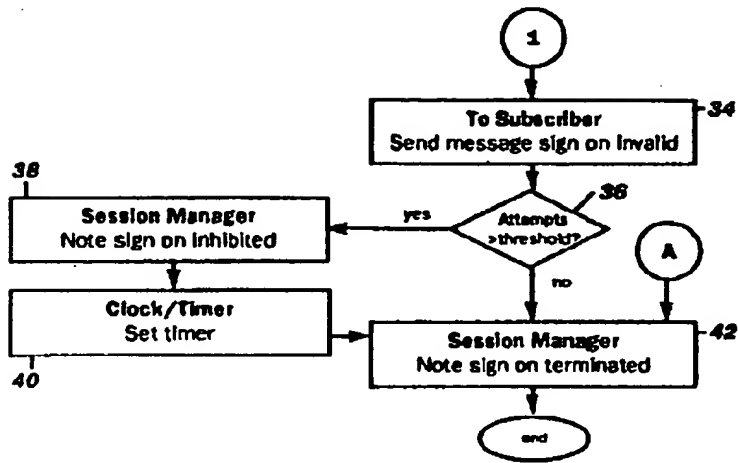 1
To Subscriber
Send message sign on invalid
34
36
Attempts
>threshold?
yes
no
38
Session Manager
Note sign on inhibited
A
Clock/Timer
Set timer
40
Session Manager
Note sign on terminated
42
end